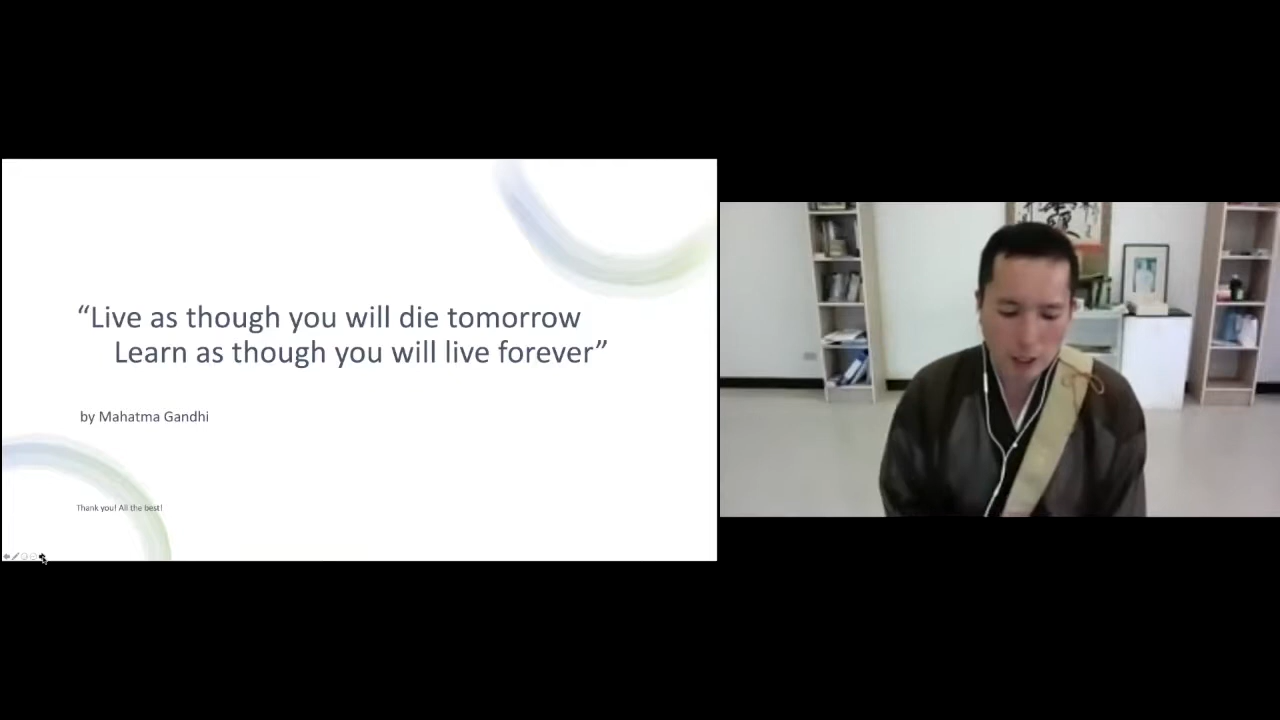 “Live as though you will die tomorrow
Learn as though you will live forever”
by Mahatma Gandhi
Thank you! All the best!